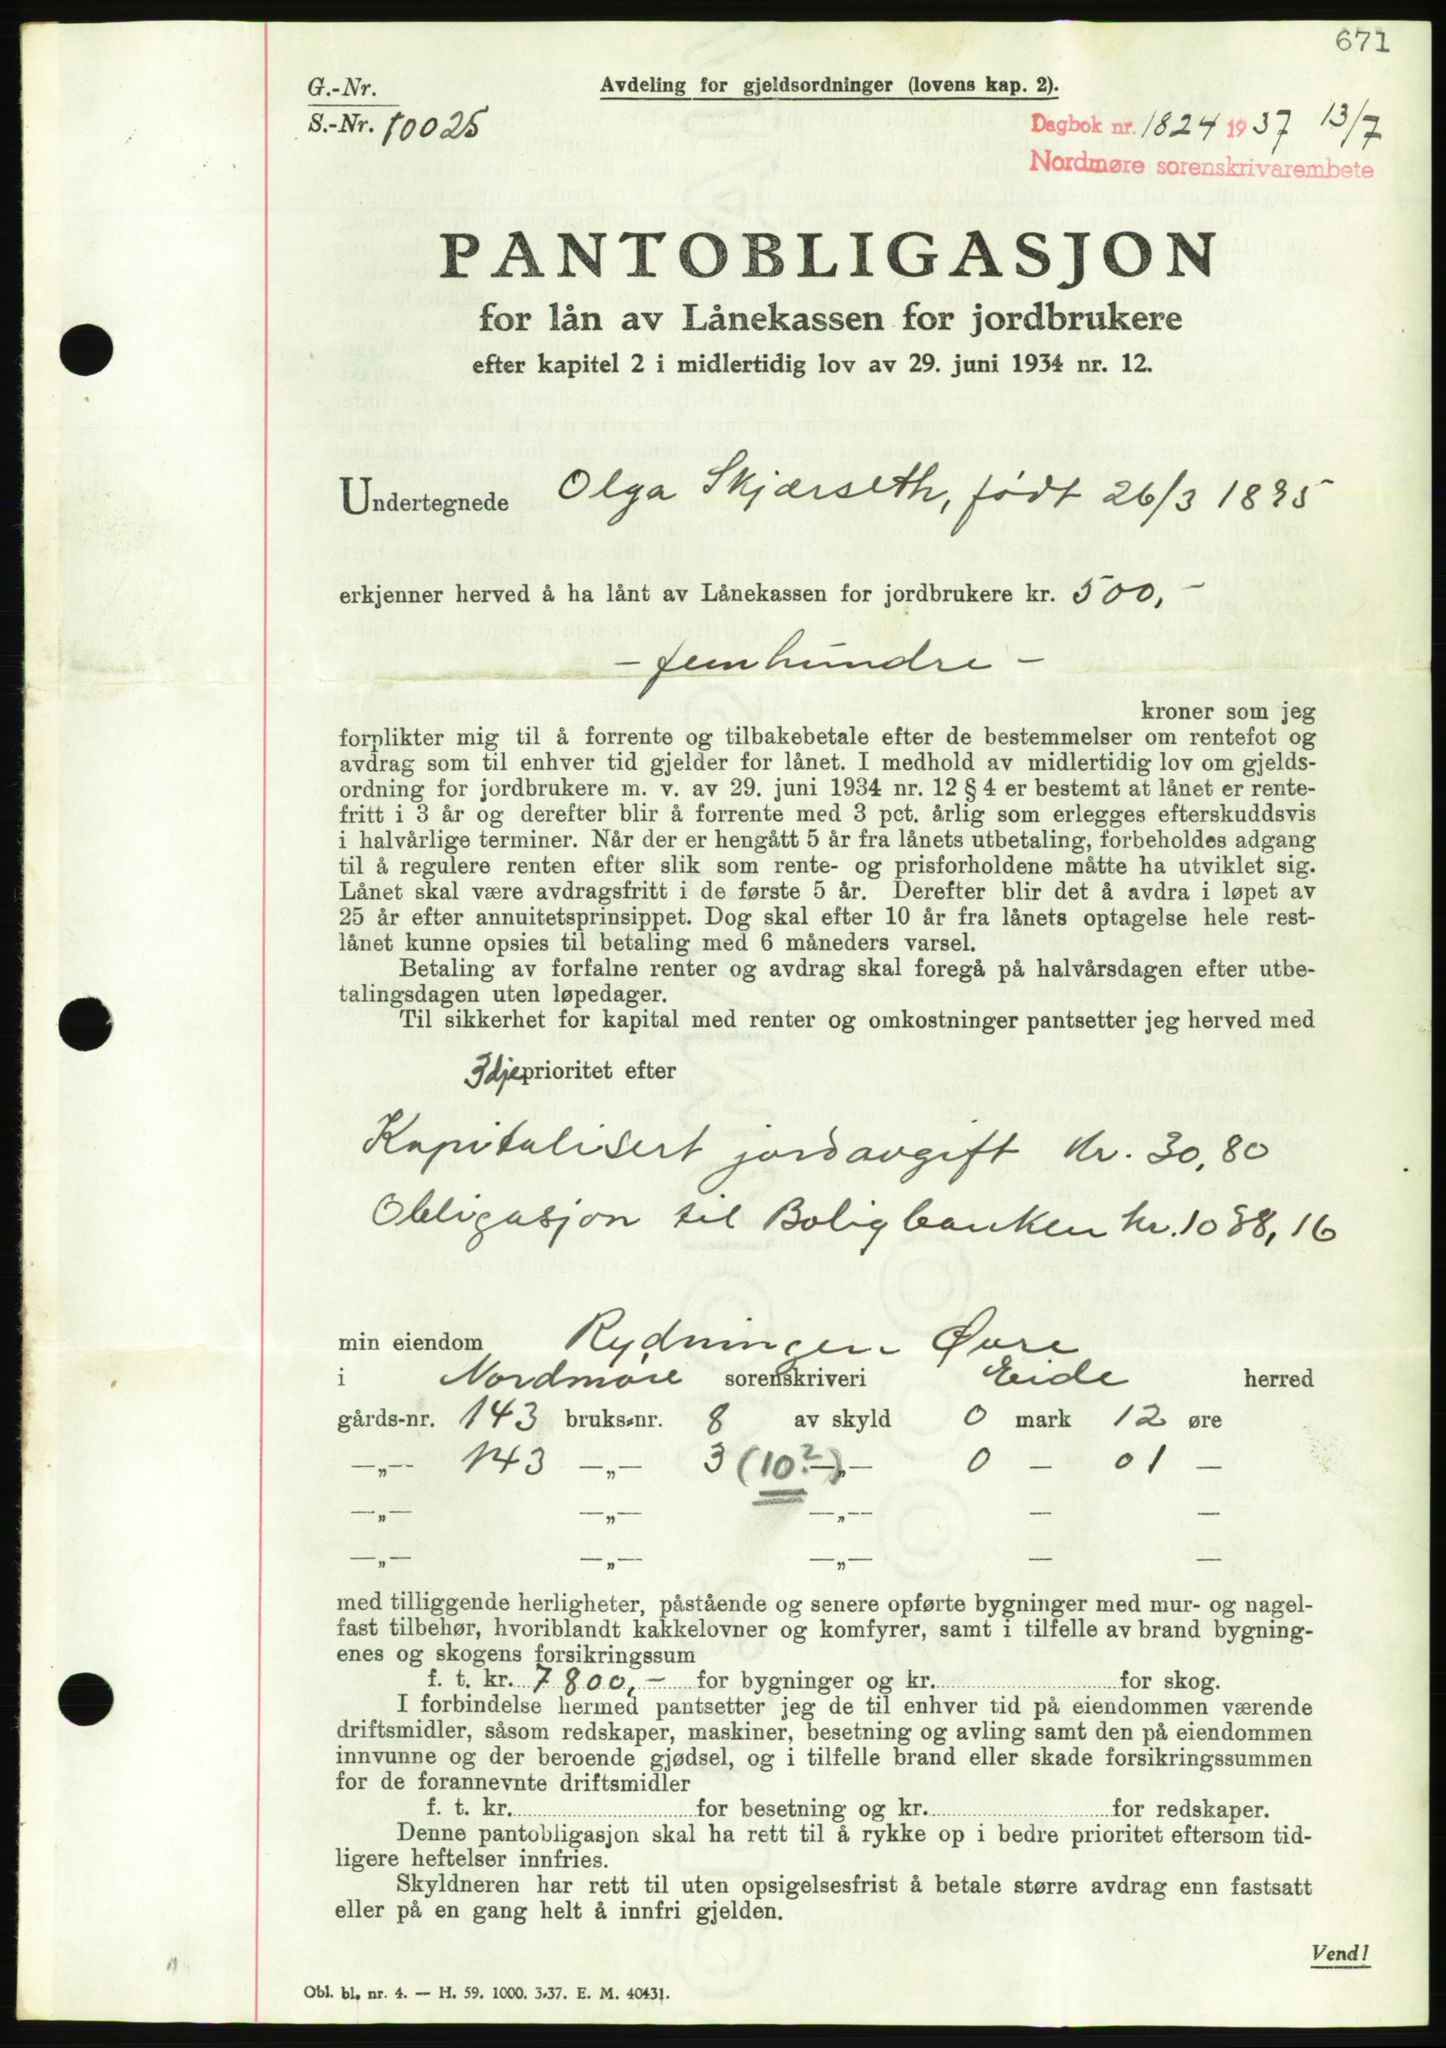 671
G.-Nr.
Avdeling for gjeldsordninger (lovens kap. 2).
S.-Nr. 10025
Dagbok nr. 1824 1937 13/7
Nordmøre sorenskrivarembete
PANTOBLIGASJON
for lån av Lånekassen for jordbrukere
efter kapitel 2 i midlertidig lov av 29. juni 1934 nr. 12.
Undertegnede Olga Skjærseth, født 26/3 1895
erkjenner herved å ha lånt av Lånekassen for jordbrukere kr. 500,-
- femhundre -
kroner som jeg
forplikter mig til å forrente og tilbakebetale efter de bestemmelser om rentefot og
avdrag som til enhver tid gjelder for lånet. I medhold av midlertidig lov om gjelds-
ordning for jordbrukere m. v. av 29. juni 1934 nr. 12 § 4 er bestemt at lånet er rente-
fritt i 3 år og derefter blir å forrente med 3 pct. årlig som erlegges efterskuddsvis
i halvårlige terminer. Når der er hengått 5 år fra lånets utbetaling, forbeholdes adgang
til å regulere renten efter slik som rente- og prisforholdene måtte ha utviklet sig.
Lånet skal være avdragsfritt i de første 5 år. Derefter blir det å avdra i løpet av
25 år efter annuitetsprinsippet. Dog skal efter 10 år fra lånets optagelse hele rest-
lånet kunne opsies til betaling med 6 måneders varsel.
Betaling av forfalne renter og avdrag skal foregå på halvårsdagen efter utbe-
talingsdagen uten løpedager.
Til sikkerhet for kapital med renter og omkostninger pantsetter jeg herved med
3dje prioritet efter
Kapitalisert jordavgift kr. 30,80
Obligasjon til Boligbanken kr. 1088,16
min eiendom Rydningen Øvre
i Nordmøre sorenskriveri Eide herred
gårds-nr. 143 bruks-nr. 8 av skyld 0 mark 12 øre
—„— 143 —„— 3 (10?) —„— 0 — 01 —
—„— —„— —„— — —
—„— —„— —„— — —
med tilliggende herligheter, påstående og senere opførte bygninger med mur- og nagel-
fast tilbehør, hvoriblandt kakkelovner og komfyrer, samt i tilfelle av brand bygning-
enes og skogens forsikringssum
f. t. kr. 7800,- for bygninger og kr. for skog.
I forbindelse hermed pantsetter jeg de til enhver tid på eiendommen værende
driftsmidler, såsom redskaper, maskiner, besetning og avling samt den på eiendommen
innvunne og der beroende gjødsel, og i tilfelle brand eller skade forsikringssummen
for de forannevnte driftsmidler
f. t. kr. for besetning og kr. for redskaper.
Denne pantobligasjon skal ha rett til å rykke op i bedre prioritet eftersom tid-
ligere heftelser innfries.
Skyldneren har rett til uten opsigelsesfrist å betale større avdrag enn fastsatt
eller på en gang helt å innfri gjelden.
Vend!
Obl. bl. nr. 4. — H. 59. 1000. 3.37. E. M. 40431.